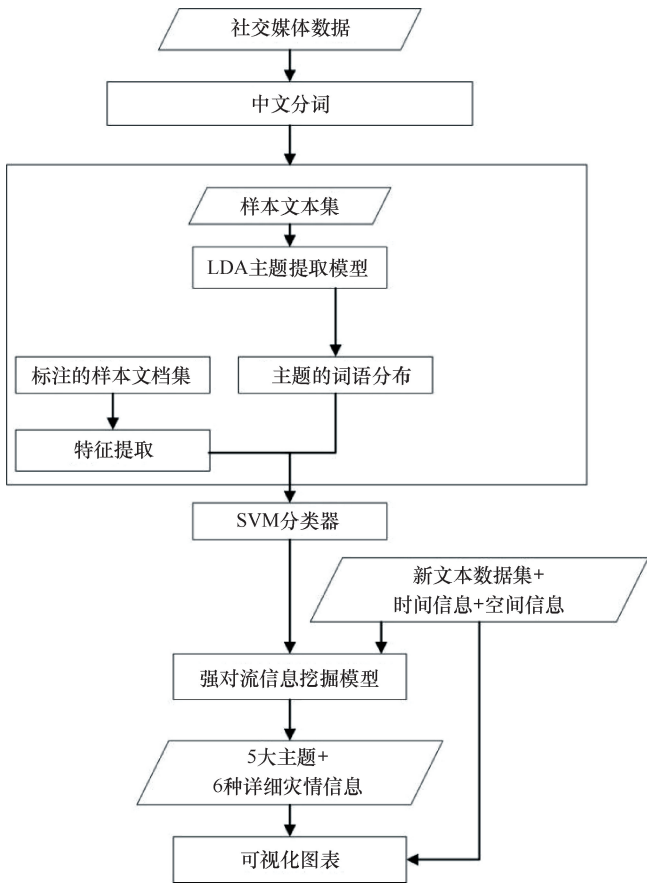 社交媒体数据
中文分词
样本文本集
LDA主题提取模型
标注的样本文档集
主题的词语分布
特征提取
SVM分类器
新文本数据集+
时间信息+空间信息
强对流信息挖掘模型
5大主题+
6种详细灾情信息
可视化图表